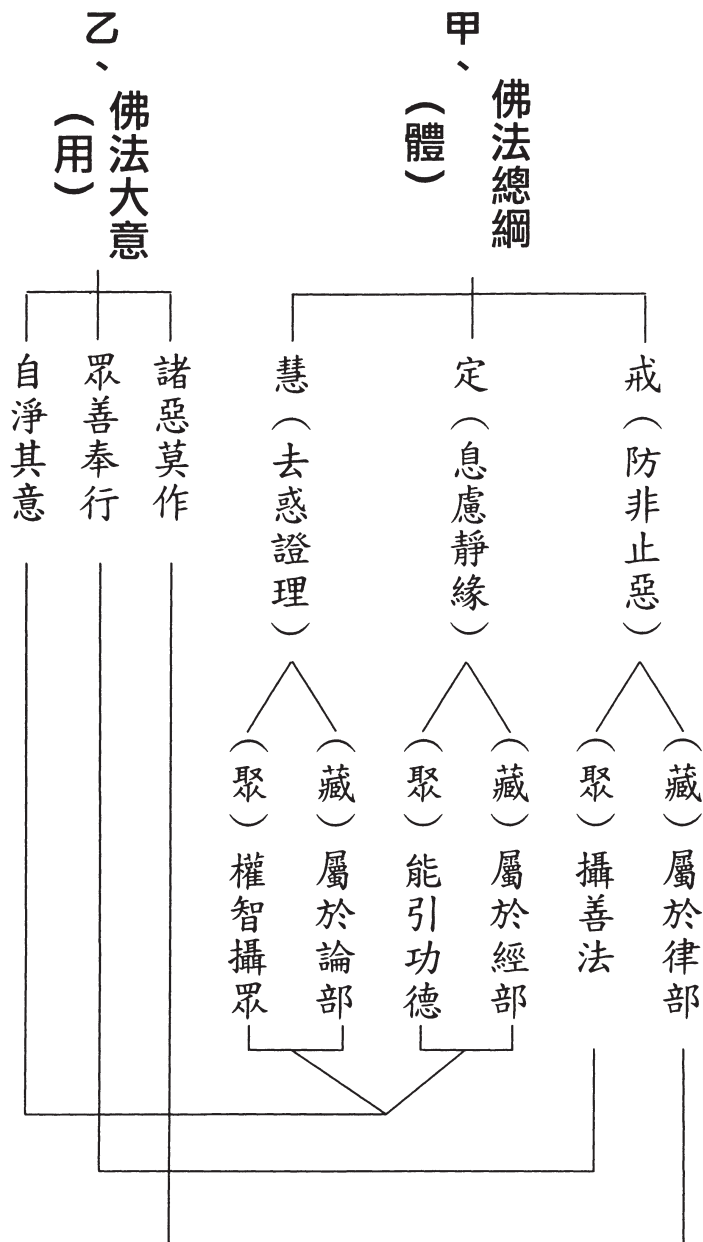 甲、
佛法總綱
（體）
戒（防非止惡）
（藏）屬於律部
（聚）攝善法
定（息慮靜緣）
（藏）屬於經部
（聚）能引功德
慧（去惑證理）
（藏）屬於論部
（聚）權智攝眾
乙、
佛法大意
（用）
諸惡莫作
眾善奉行
自淨其意